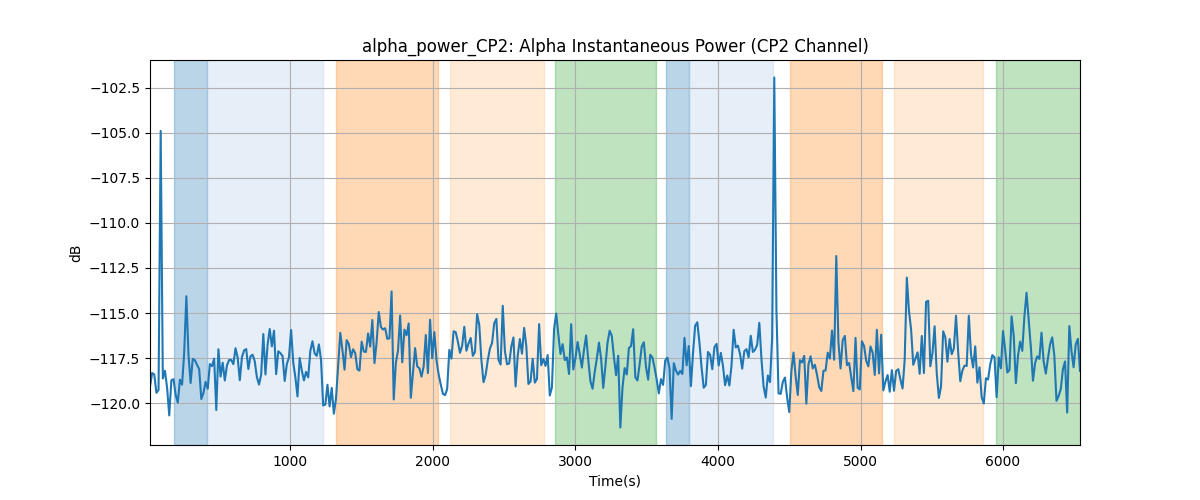 alpha_power_CP2: Alpha Instantaneous Power (CP2 Channel)
dB
−102.5
−105.0
−107.5
−110.0
−112.5
−115.0
−117.5
−120.0
1000 2000 3000 4000 5000 6000
Time(s)